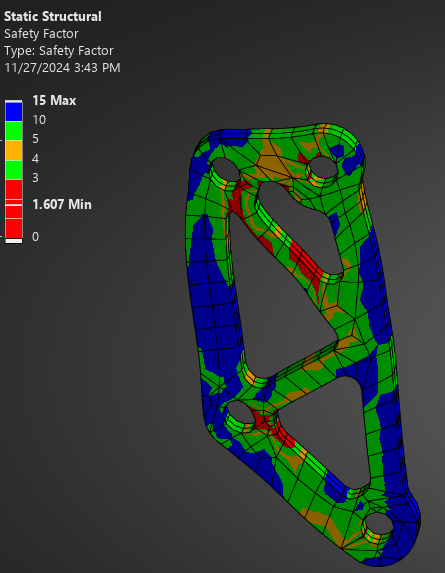 Static Structural
Safety Factor
Type: Safety Factor
11/27/2024 3:43 PM
15 Max
10
5
4
3
1.607 Min
0